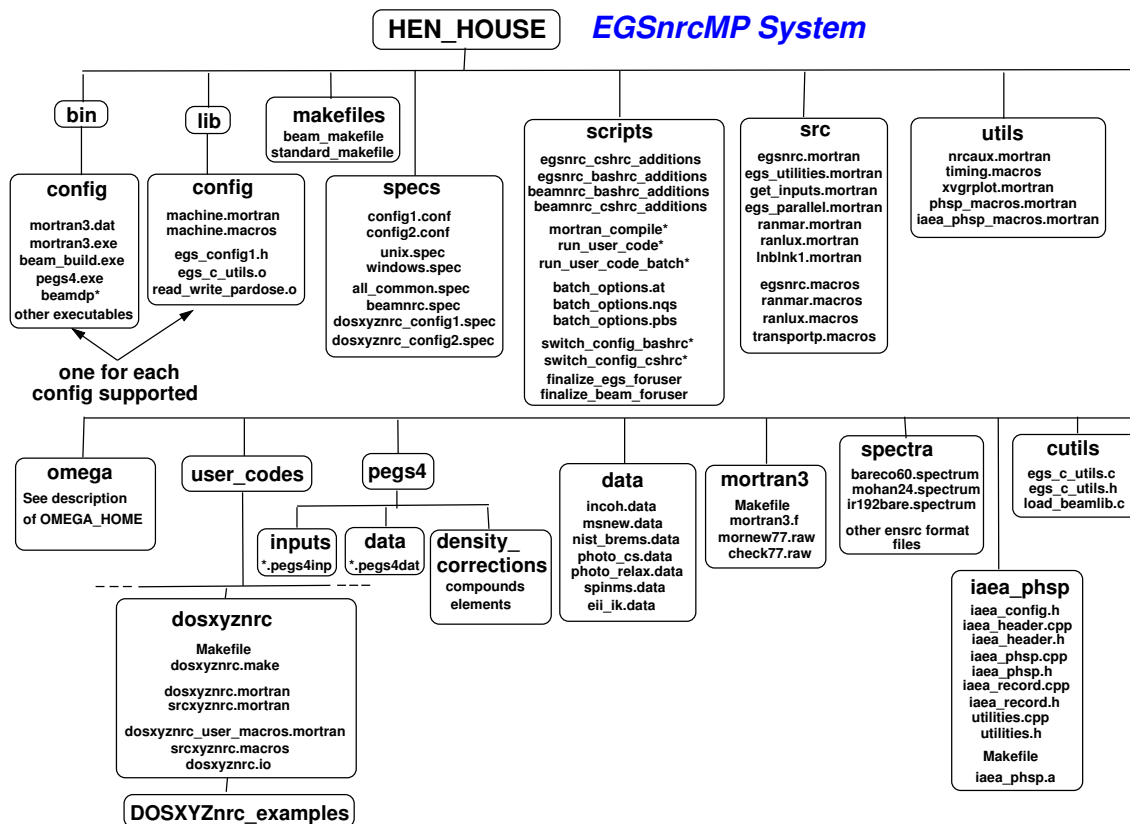 HEN_HOUSE
EGSnrcMP System
bin
config
mortran3.dat
mortran3.exe
beam_build.exe
pegs4.exe
beamdp*
other executables
lib
config
machine.mortran
machine.macros
egs_config1.h
egs_c_utils.o
read_write_pardose.o
one for each
config supported
makefiles
beam_makefile
standard_makefile
specs
config1.conf
config2.conf
unix.spec
windows.spec
all_common.spec
beamnrc.spec
dosxyznrc_config1.spec
dosxyznrc_config2.spec
scripts
egsnrc_cshrc_additions
egsnrc_bashrc_additions
beamnrc_bashrc_additions
beamnrc_cshrc_additions
mortran_compile*
run_user_code*
run_user_code_batch*
batch_options.at
batch_options.nqs
batch_options.pbs
switch_config_bashrc*
switch_config_cshrc*
finalize_egs_foruser
finalize_beam_foruser
src
egsnrc.mortran
egs_utilities.mortran
get_inputs.mortran
egs_parallel.mortran
ranmar.mortran
ranlux.mortran
lnblnk1.mortran
egsnrc.macros
ranmar.macros
ranlux.macros
transportp.macros
utils
nrcaux.mortran
timing.macros
xvgrplot.mortran
phsp_macros.mortran
iaea_phsp_macros.mortran
omega
See description
of OMEGA_HOME
user_codes
dosxyznrc
Makefile
dosxyznrc.make
dosxyznrc.mortran
srcxyznrc.mortran
dosxyznrc_user_macros.mortran
srcxyznrc.macros
dosxyznrc.io
DOSXYZnrc_examples
pegs4
inputs
*.pegs4inp
data
*.pegs4dat
density_
corrections
compounds
elements
data
incoh.data
msnew.data
nist_brems.data
photo_cs.data
photo_relax.data
spinms.data
eii_ik.data
mortran3
Makefile
mortran3.f
mornew77.raw
check77.raw
spectra
bareco60.spectrum
mohan24.spectrum
ir192bare.spectrum
other ensrc format
files
cutils
egs_c_utils.c
egs_c_utils.h
load_beamlib.c
iaea_phsp
iaea_config.h
iaea_header.cpp
iaea_header.h
iaea_phsp.cpp
iaea_phsp.h
iaea_record.cpp
iaea_record.h
utilities.cpp
utilities.h
Makefile
iaea_phsp.a